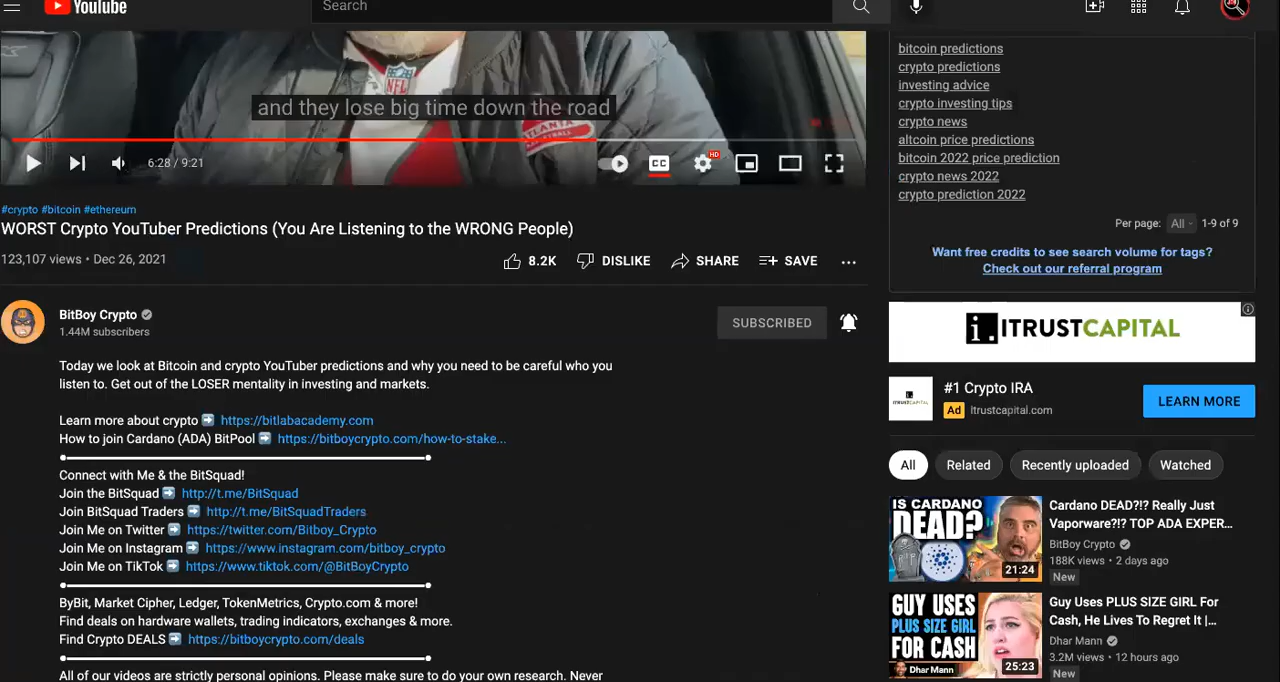 YouTube
Search
NFL
ATLANTA
and they lose big time down the road
6:28 / 9:21
CC
HD
#crypto #bitcoin #ethereum
WORST Crypto YouTuber Predictions (You Are Listening to the WRONG People)
123,107 views • Dec 26, 2021
8.2K
DISLIKE
SHARE
SAVE
BitBoy Crypto
1.44M subscribers
SUBSCRIBED
Today we look at Bitcoin and crypto YouTuber predictions and why you need to be careful who you
listen to. Get out of the LOSER mentality in investing and markets.
Learn more about crypto ➡️ https://bitlabacademy.com
How to join Cardano (ADA) BitPool ➡️ https://bitboycrypto.com/how-to-stake...
Connect with Me & the BitSquad!
Join the BitSquad ➡️ http://t.me/BitSquad
Join BitSquad Traders ➡️ http://t.me/BitSquadTraders
Join Me on Twitter ➡️ https://twitter.com/Bitboy_Crypto
Join Me on Instagram ➡️ https://www.instagram.com/bitboy_crypto
Join Me on TikTok ➡️ https://www.tiktok.com/@BitBoyCrypto
ByBit, Market Cipher, Ledger, TokenMetrics, Crypto.com & more!
Find deals on hardware wallets, trading indicators, exchanges & more.
Find Crypto DEALS ➡️ https://bitboycrypto.com/deals
All of our videos are strictly personal opinions. Please make sure to do your own research. Never
bitcoin predictions
crypto predictions
investing advice
crypto investing tips
crypto news
altcoin price predictions
bitcoin 2022 price prediction
crypto news 2022
crypto prediction 2022
Per page: All 1-9 of 9
Want free credits to see search volume for tags?
Check out our referral program
i. ITRUSTCAPITAL
ITRUSTCAPITAL
#1 Crypto IRA
Ad Itrustcapital.com
LEARN MORE
All
Related
Recently uploaded
Watched
IS CARDANO
DEAD?
21:24
Cardano DEAD?!? Really Just
Vaporware?!? TOP ADA EXPER...
BitBoy Crypto
188K views • 2 days ago
New
GUY USES
PLUS SIZE GIRL
FOR CASH
Dhar Mann
25:23
Guy Uses PLUS SIZE GIRL For
Cash, He Lives To Regret It |...
Dhar Mann
3.2M views • 12 hours ago
New